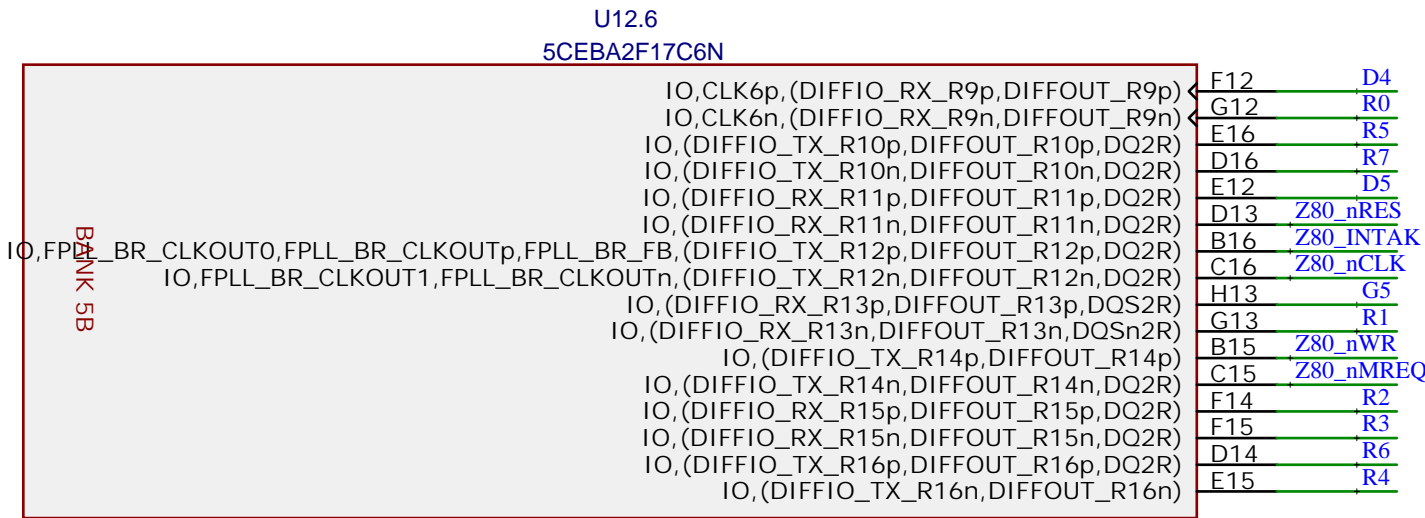 U12.6
5CEBA2F17C6N
IO,CLK6p,(DIFFIO_RX_R9p,DIFFOUT_R9p) F12 D4
IO,CLK6n,(DIFFIO_RX_R9n,DIFFOUT_R9n) G12 R0
IO,(DIFFIO_TX_R10p,DIFFOUT_R10p,DQ2R) E16 R5
IO,(DIFFIO_TX_R10n,DIFFOUT_R10n,DQ2R) D16 R7
IO,(DIFFIO_RX_R11p,DIFFOUT_R11p,DQ2R) E12 D5
IO,(DIFFIO_RX_R11n,DIFFOUT_R11n,DQ2R) D13 Z80_nRES
IO,FPLL_BR_CLKOUT0,FPLL_BR_CLKOUTp,FPLL_BR_FB,(DIFFIO_TX_R12p,DIFFOUT_R12p,DQ2R) B16 Z80_INTAK
IO,FPLL_BR_CLKOUT1,FPLL_BR_CLKOUTn,(DIFFIO_TX_R12n,DIFFOUT_R12n,DQ2R) C16 Z80_nCLK
IO,(DIFFIO_RX_R13p,DIFFOUT_R13p,DQS2R) H13 G5
IO,(DIFFIO_RX_R13n,DIFFOUT_R13n,DQSn2R) G13 R1
IO,(DIFFIO_TX_R14p,DIFFOUT_R14p) B15 Z80_nWR
IO,(DIFFIO_TX_R14n,DIFFOUT_R14n,DQ2R) C15 Z80_nMREQ
IO,(DIFFIO_RX_R15p,DIFFOUT_R15p,DQ2R) F14 R2
IO,(DIFFIO_RX_R15n,DIFFOUT_R15n,DQ2R) F15 R3
IO,(DIFFIO_TX_R16p,DIFFOUT_R16p,DQ2R) D14 R6
IO,(DIFFIO_TX_R16n,DIFFOUT_R16n) E15 R4
BANK 5B